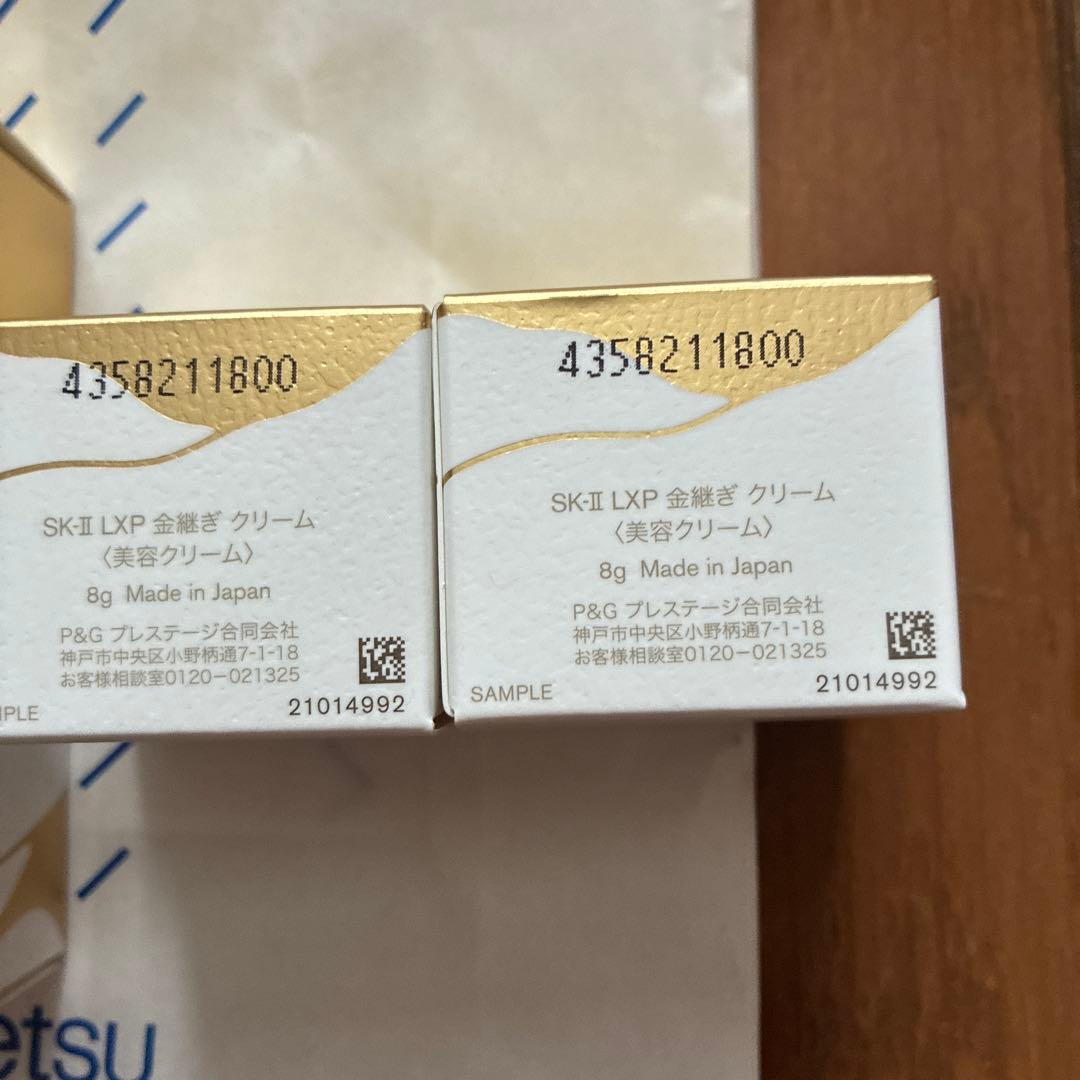 4358211800
SK-II LXP 金継ぎ クリーム
〈美容クリーム〉
8g Made in Japan
P&G プレステージ合同会社
神戸市中央区小野柄通7-1-18
お客様相談室0120-021325
21014992
4358211800
SK-II LXP 金継ぎ クリーム
〈美容クリーム〉
8g Made in Japan
P&G プレステージ合同会社
神戸市中央区小野柄通7-1-18
お客様相談室0120-021325
SAMPLE
21014992